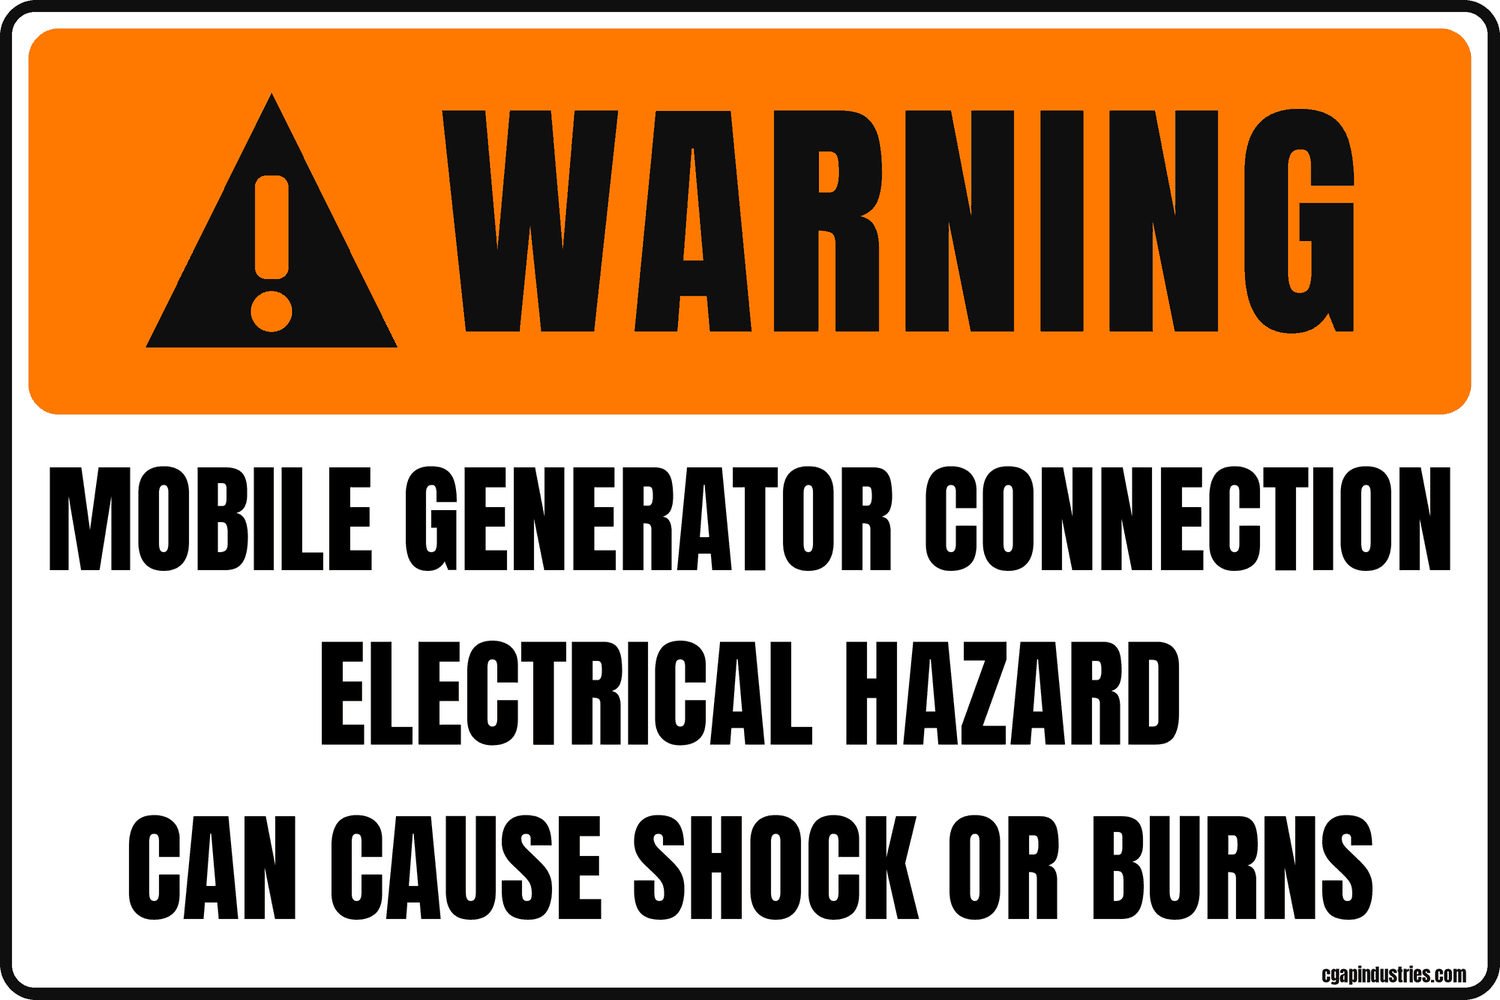 WARNING
MOBILE GENERATOR CONNECTION
ELECTRICAL HAZARD
CAN CAUSE SHOCK OR BURNS
cgapindustries.com